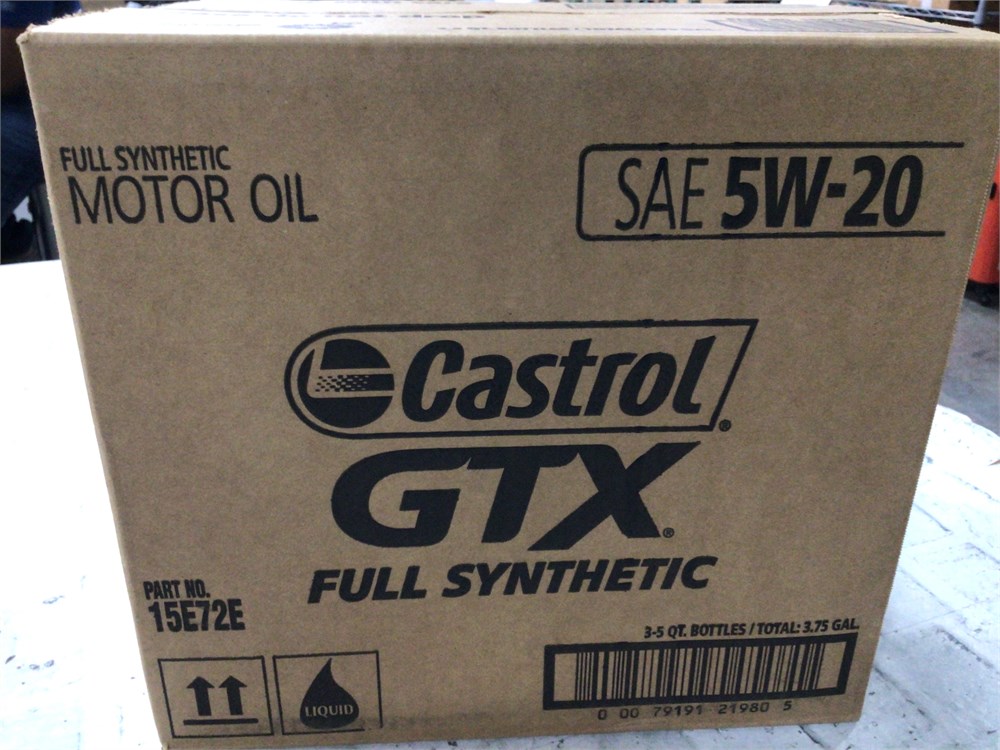 FULL SYNTHETIC
MOTOR OIL
SAE 5W-20
Castrol®
GTX®
FULL SYNTHETIC
PART NO.
15E72E
3-5 QT. BOTTLES / TOTAL: 3.75 GAL.
LIQUID
0 00 79191 21980 5